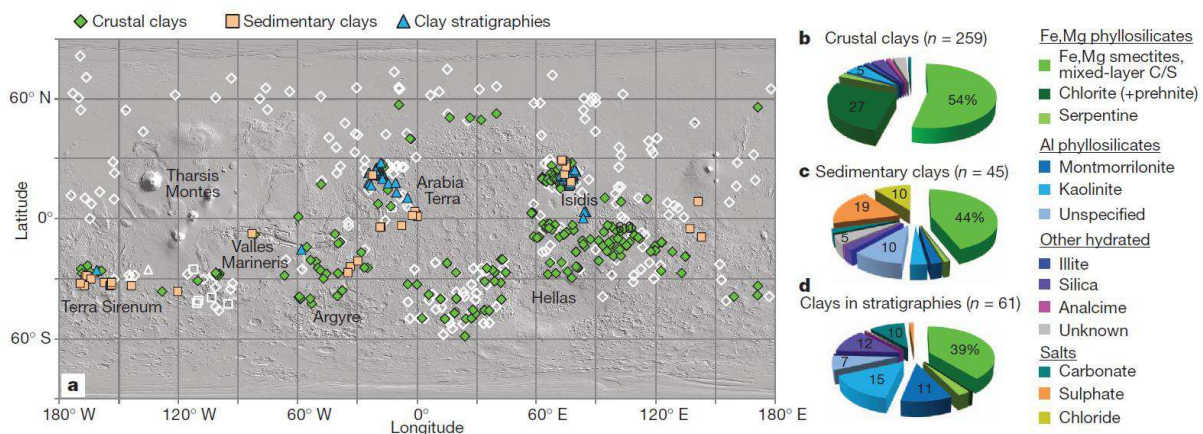 Crustal clays
Sedimentary clays
Clay stratigraphies
60° N
0°
60° S
Latitude
Tharsis
Montes
Arabia
Terra
Isidis
Valles
Marineris
Terra Sirenum
Argyre
Hellas
a
180° W
120° W
60° W
0°
60° E
120° E
180° E
Longitude
b
Crustal clays (n = 259)
5
27
54%
c
Sedimentary clays (n = 45)
10
19
44%
5
10
d
Clays in stratigraphies (n = 61)
10
12
39%
7
15
11
Fe,Mg phyllosilicates
Fe,Mg smectites,
mixed-layer C/S
Chlorite (+prehnite)
Serpentine
Al phyllosilicates
Montmorrilonite
Kaolinite
Unspecified
Other hydrated
Illite
Silica
Analcime
Unknown
Salts
Carbonate
Sulphate
Chloride